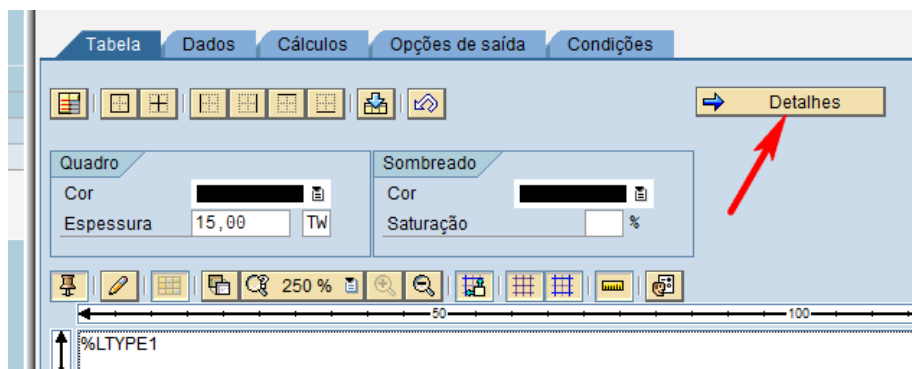 Tabela Dados Cálculos Opções de saída Condições
Detalhes
Quadro Sombreado
Cor Cor
Espessura 15,00 TW Saturação %
250 %
50 100
%LTYPE1